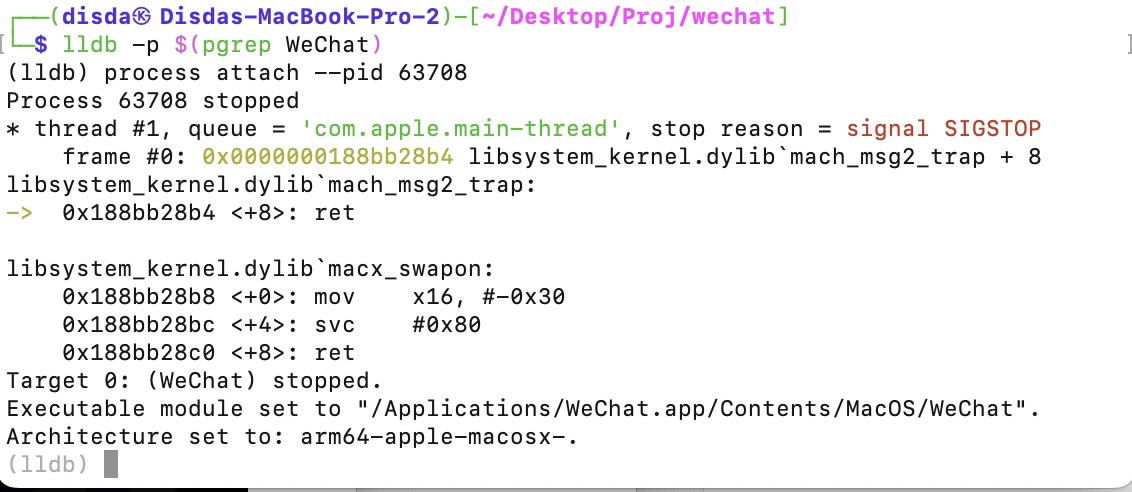 ┌──(disda㉿ Disdas-MacBook-Pro-2)-[~/Desktop/Proj/wechat]
└─$ lldb -p $(pgrep WeChat)
(lldb) process attach --pid 63708
Process 63708 stopped
* thread #1, queue = 'com.apple.main-thread', stop reason = signal SIGSTOP
    frame #0: 0x0000000188bb28b4 libsystem_kernel.dylib`mach_msg2_trap + 8
libsystem_kernel.dylib`mach_msg2_trap:
->  0x188bb28b4 <+8>: ret

libsystem_kernel.dylib`macx_swapon:
    0x188bb28b8 <+0>: mov    x16, #-0x30
    0x188bb28bc <+4>: svc    #0x80
    0x188bb28c0 <+8>: ret
Target 0: (WeChat) stopped.
Executable module set to "/Applications/WeChat.app/Contents/MacOS/WeChat".
Architecture set to: arm64-apple-macosx-.
(lldb)